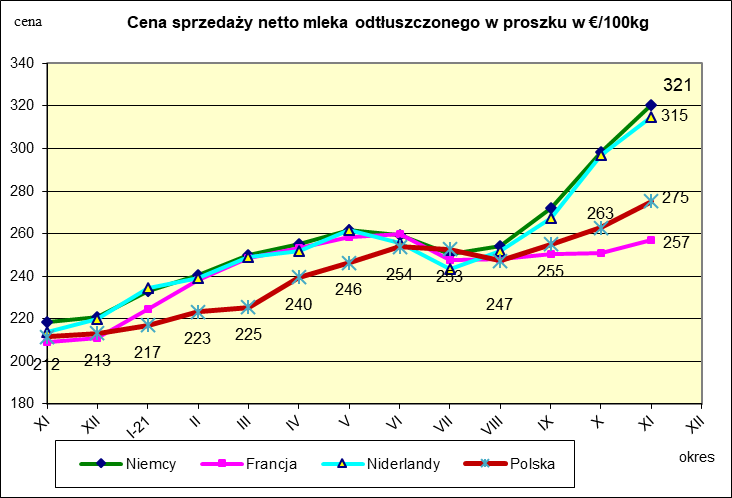 cena
Cena sprzedaży netto mleka odtłuszczonego w proszku w €/100kg
340
320
300
280
260
240
220
200
180
321
315
275
257
212
213
217
223
225
240
246
254
253
247
255
263
XI
XII
I-21
II
III
IV
V
VI
VII
VIII
IX
X
XI
XII
okres
Niemcy Francja Niderlandy Polska